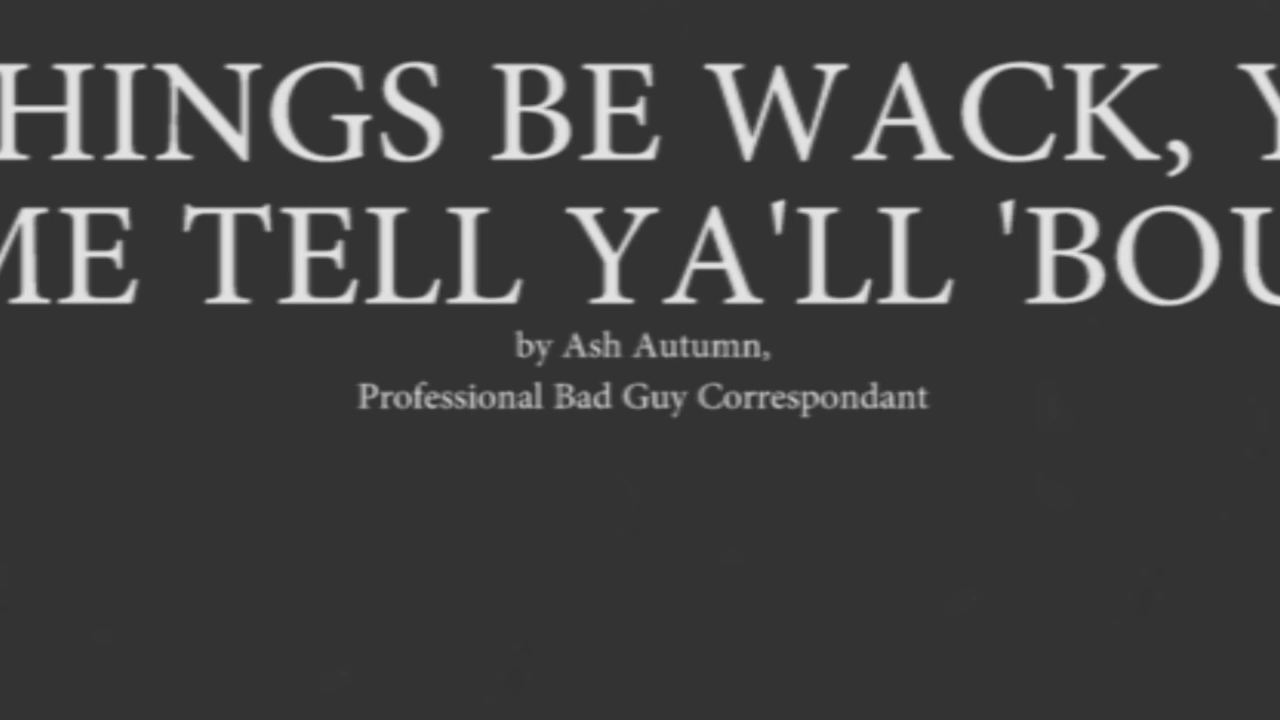 HINGS BE WACK, Y
ME TELL YA'LL 'BOU
by Ash Autumn,
Professional Bad Guy Correspondant